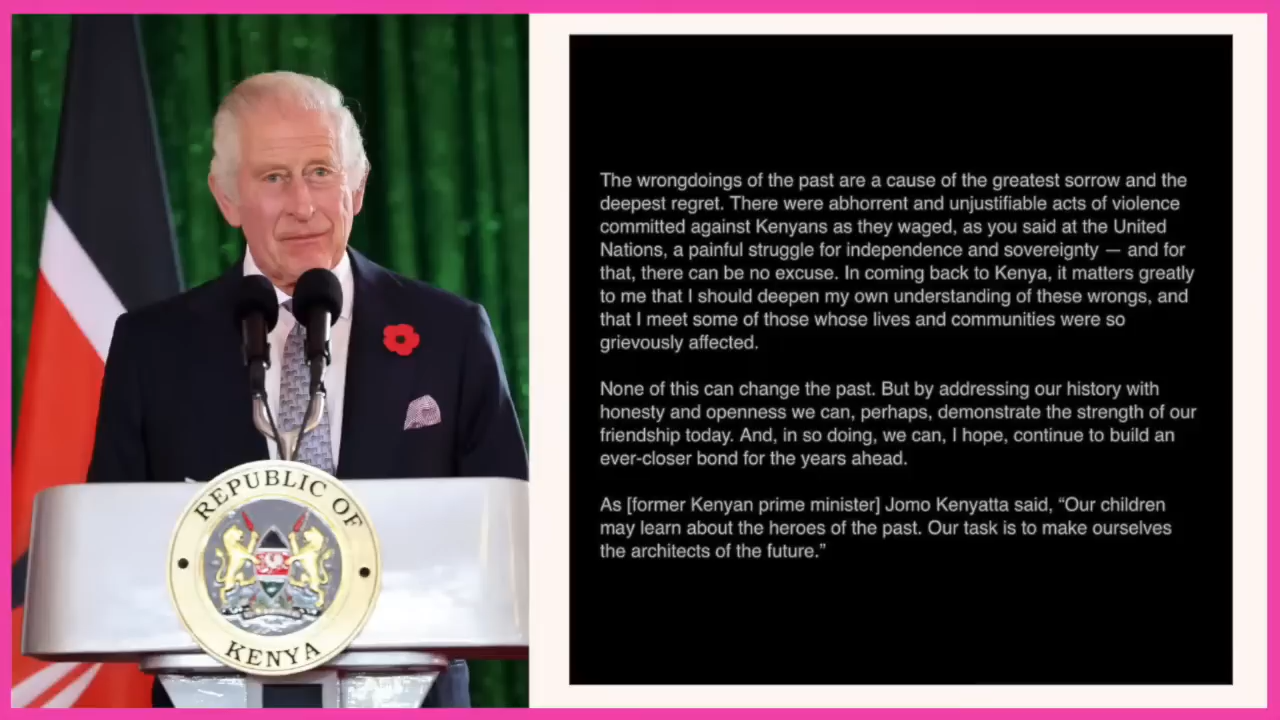 REPUBLIC OF
KENYA
The wrongdoings of the past are a cause of the greatest sorrow and the
deepest regret. There were abhorrent and unjustifiable acts of violence
committed against Kenyans as they waged, as you said at the United
Nations, a painful struggle for independence and sovereignty — and for
that, there can be no excuse. In coming back to Kenya, it matters greatly
to me that I should deepen my own understanding of these wrongs, and
that I meet some of those whose lives and communities were so
grievously affected.
None of this can change the past. But by addressing our history with
honesty and openness we can, perhaps, demonstrate the strength of our
friendship today. And, in so doing, we can, I hope, continue to build an
ever-closer bond for the years ahead.
As [former Kenyan prime minister] Jomo Kenyatta said, “Our children
may learn about the heroes of the past. Our task is to make ourselves
the architects of the future.”